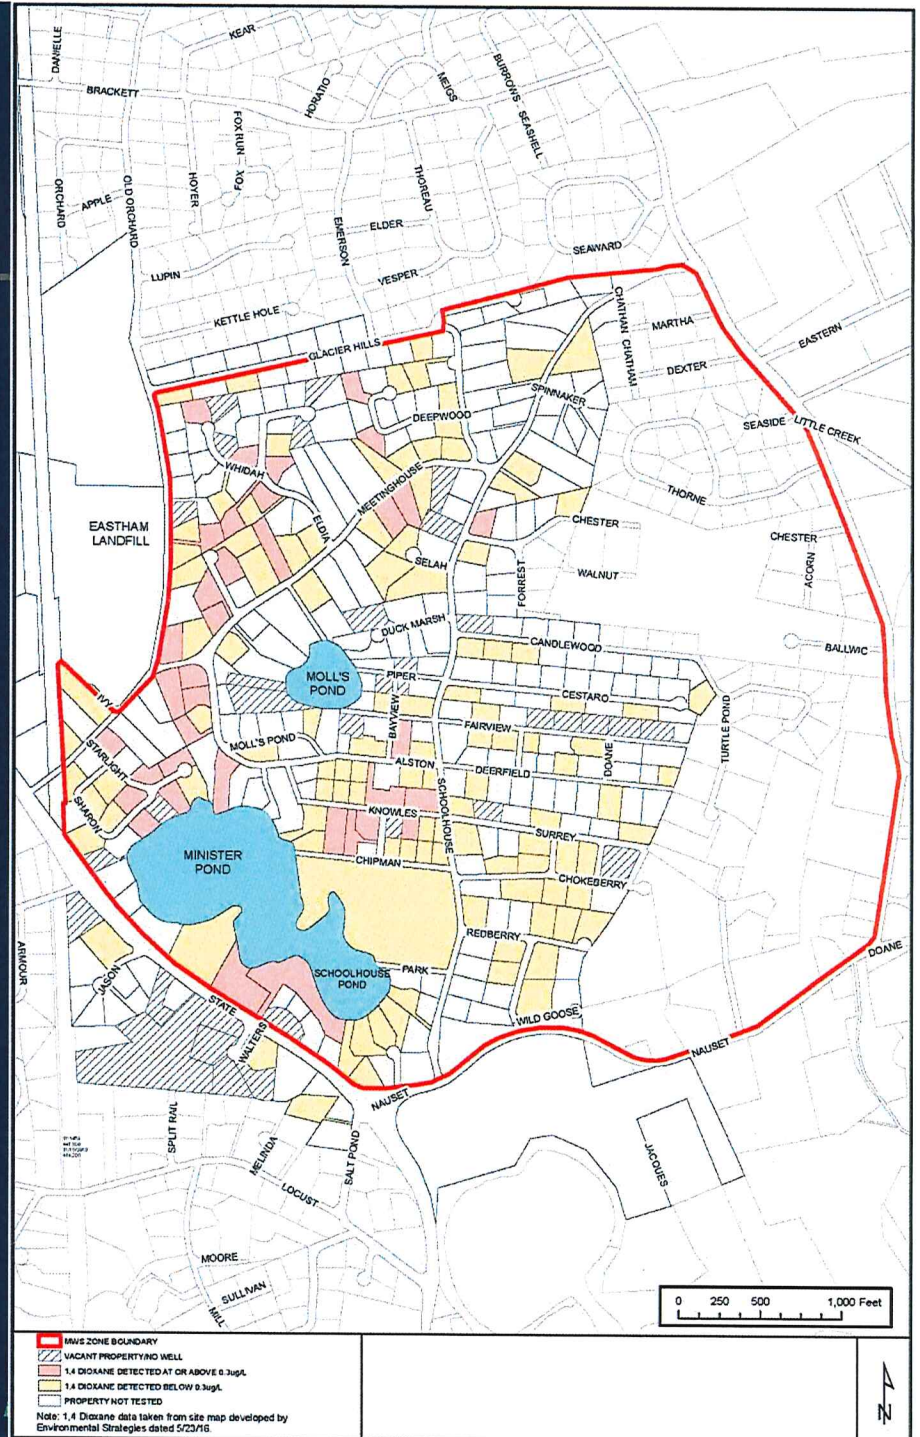 DANIELLE
KEAR
BRACKETT
HORATIO
MEIGS
BURROWS
SEASHELL
FOX RUN
FOX
ORCHARD
APPLE
OLD ORCHARD
HOYER
THOREAU
EMERSON
ELDER
SEAWARD
LUPIN
VESPER
KETTLE HOLE
CHATHAN
CHATHAM
MARTHA
EASTERN
GLACIER HILLS
DEXTER
SPINNAKER
DEEPWOOD
SEASIDE
LITTLE CREEK
WHIDAH
MEETINGHOUSE
THORNE
EASTHAM
LANDFILL
ELDIA
CHESTER
CHESTER
SELAH
WALNUT
FORREST
ACORN
DUCK MARSH
CANDLEWOOD
BALLWIC
MOLL'S
POND
PIPER
IVY
CESTARO
BAYVIEW
FAIRVIEW
TURTLE POND
MOLL'S POND
STARLIGHT
ALSTON
DEERFIELD
DOANE
SHARON
KNOWLES
SCHOOLHOUSE
SURREY
MINISTER
POND
CHIPMAN
CHOKEBERRY
REDBERRY
ARMOUR
DOANE
JASON
SCHOOLHOUSE
POND
PARK
STATE
WILD GOOSE
WALTERS
NAUSET
NAUSET
SPLIT RAIL
MELINDA
SALT POND
JACQUES
LOCUST
MOORE
SULLIVAN
MILL
0 250 500 1,000 Feet
MWS ZONE BOUNDARY
VACANT PROPERTY/NO WELL
1,4 DIOXANE DETECTED AT OR ABOVE 0.3ug/L
1,4 DIOXANE DETECTED BELOW 0.3ug/L
PROPERTY NOT TESTED
Note: 1,4 Dioxane data taken from site map developed by
Environmental Strategies dated 5/23/16.
N